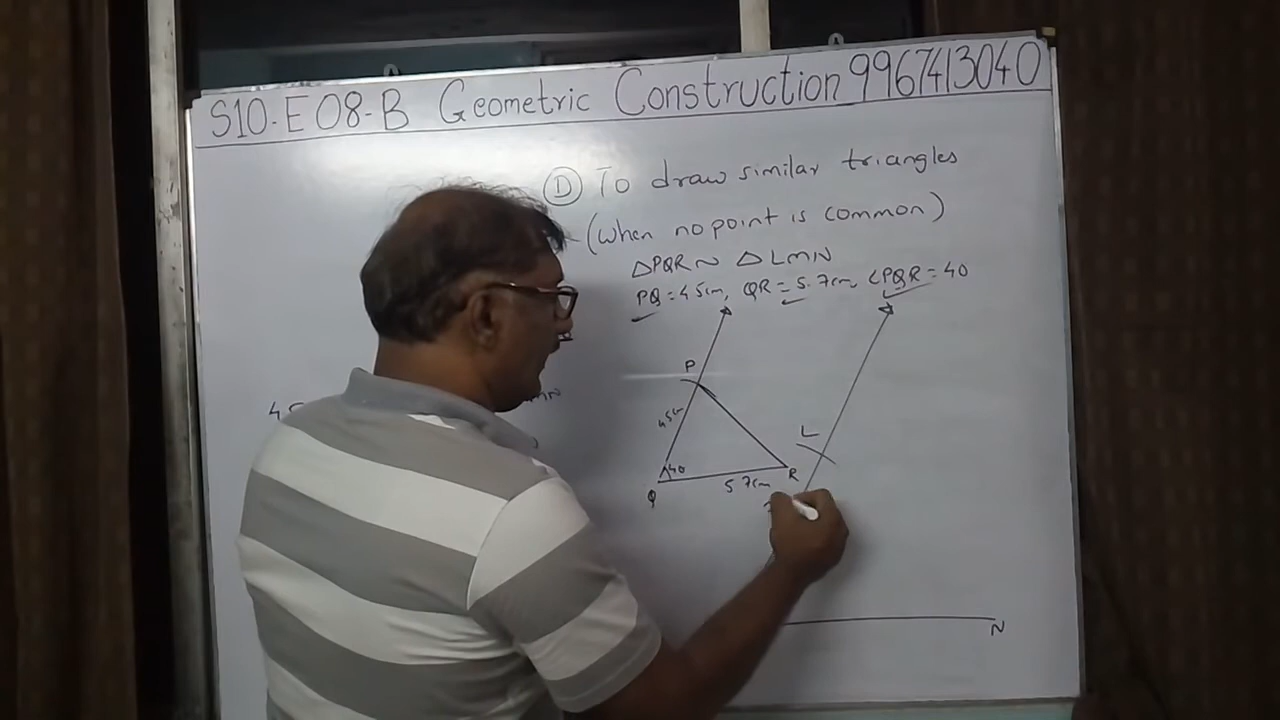 S10-E08-B Geometric Construction 9967413040
D To draw similar triangles
(when no point is common)
△PQR ~ △LMN
PQ = 4.5cm, QR = 5.7cm, ∠PQR = 40
P
4.5cm
L
40
R
Q
5.7cm
N